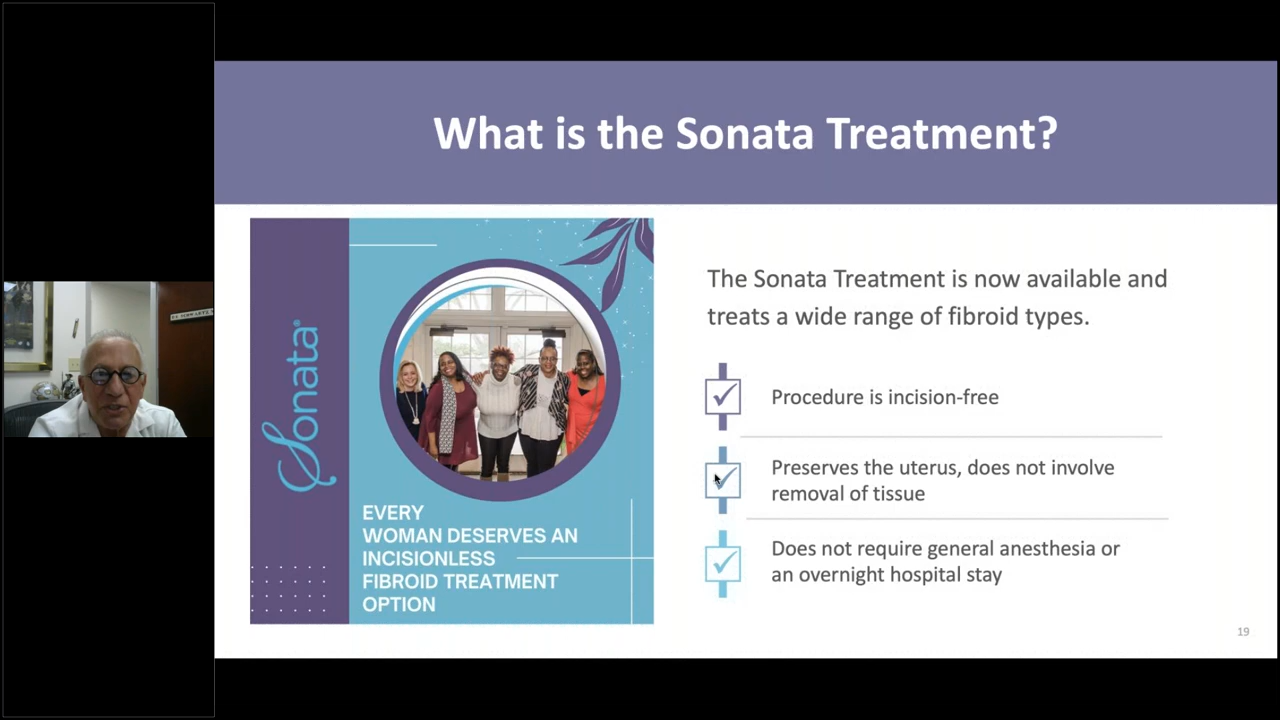 What is the Sonata Treatment?
Sonata®
EVERY
WOMAN DESERVES AN
INCISIONLESS
FIBROID TREATMENT
OPTION
The Sonata Treatment is now available and
treats a wide range of fibroid types.
Procedure is incision-free
Preserves the uterus, does not involve
removal of tissue
Does not require general anesthesia or
an overnight hospital stay
19